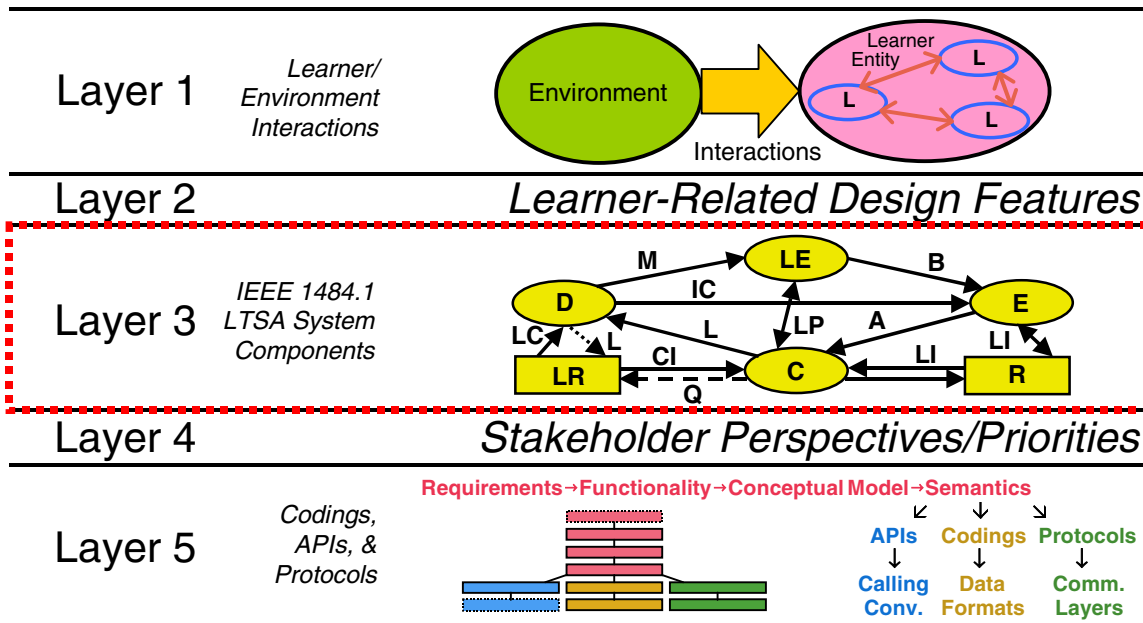 Layer 1
Learner/
Environment
Interactions
Environment
Interactions
Learner
Entity
L
L
L
Layer 2
Learner-Related Design Features
Layer 3
IEEE 1484.1
LTSA System
Components
M
LE
B
D
IC
E
LC
L
L
LP
A
LI
LR
CI
C
LI
R
Q
Layer 4
Stakeholder Perspectives/Priorities
Layer 5
Codings,
APIs, &
Protocols
Requirements→Functionality→Conceptual Model→Semantics
APIs
Codings
Protocols
Calling
Conv.
Data
Formats
Comm.
Layers